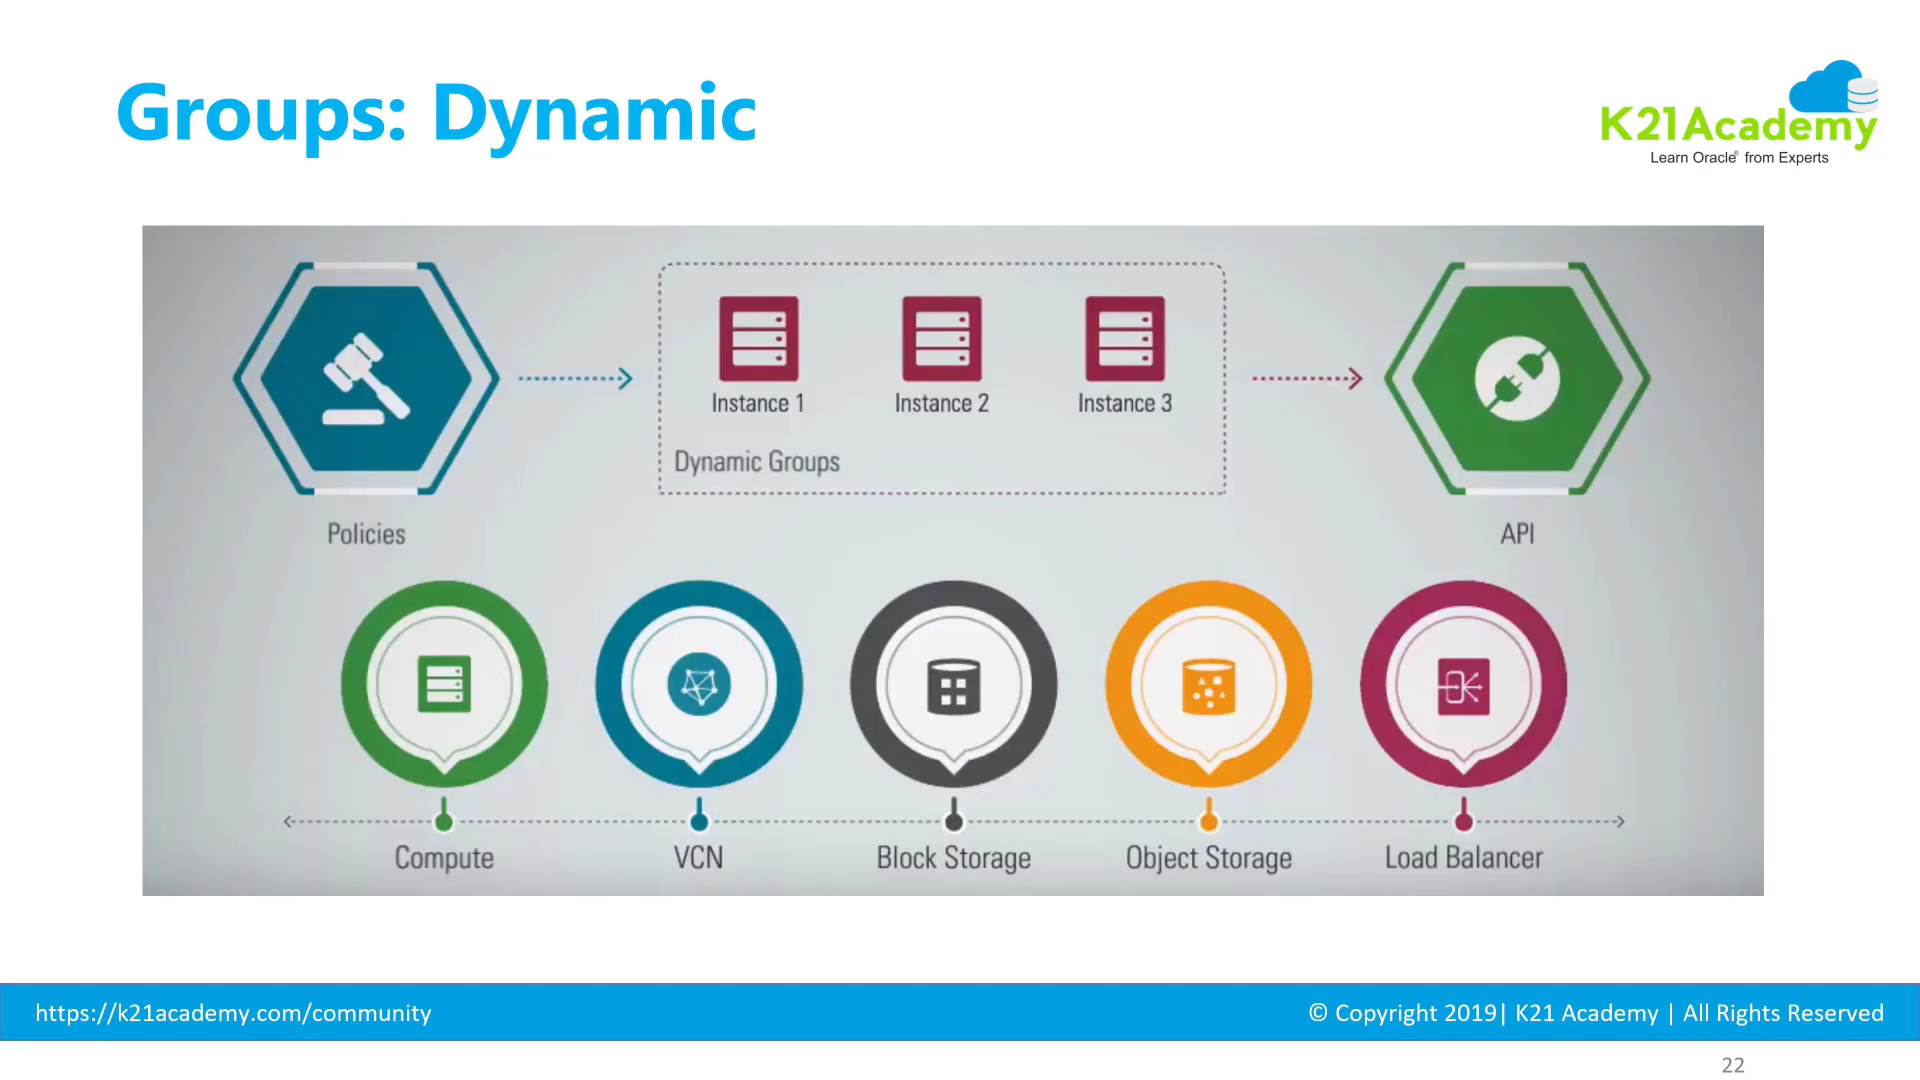 Groups: Dynamic
K21Academy
Learn Oracle® from Experts
Instance 1
Instance 2
Instance 3
Dynamic Groups
Policies
API
Compute
VCN
Block Storage
Object Storage
Load Balancer
https://k21academy.com/community
© Copyright 2019| K21 Academy | All Rights Reserved
22